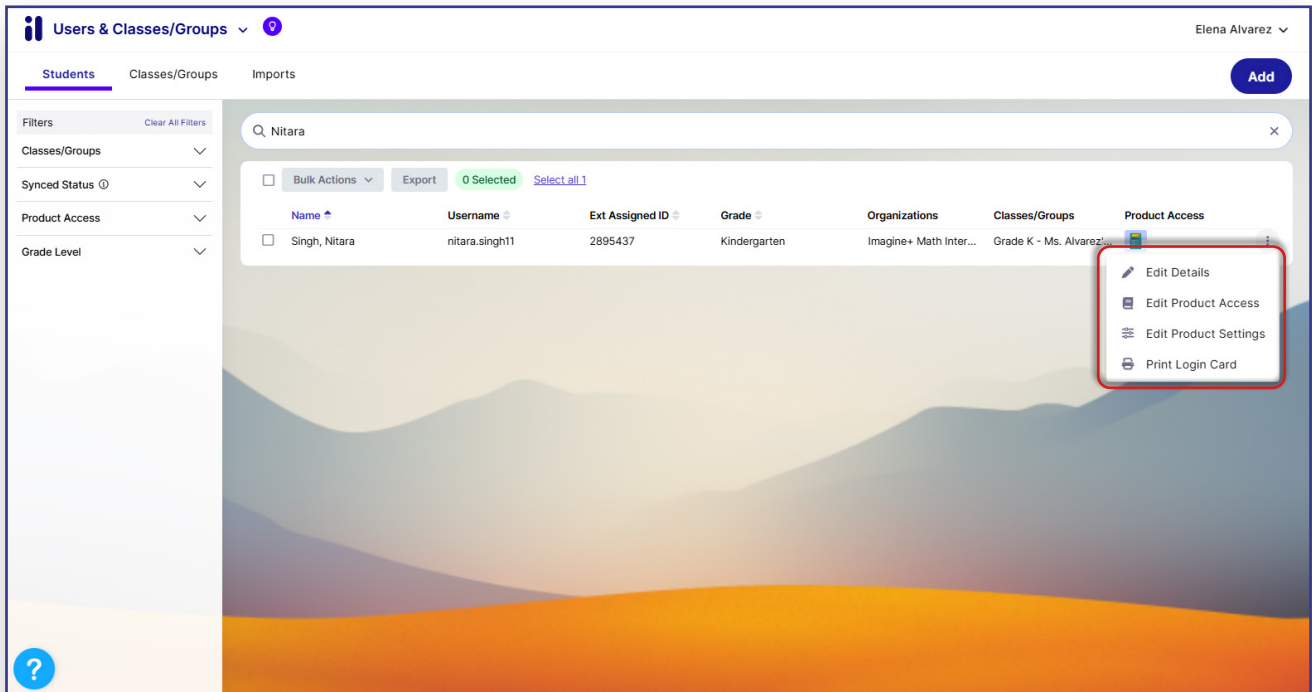 Users & Classes/Groups
Elena Alvarez
Students Classes/Groups Imports
Add
Filters Clear All Filters
Classes/Groups
Synced Status
Product Access
Grade Level
Nitara
Bulk Actions Export 0 Selected Select all 1
Name Username Ext Assigned ID Grade Organizations Classes/Groups Product Access
Singh, Nitara nitara.singh11 2895437 Kindergarten Imagine+ Math Inter... Grade K - Ms. Alvarez'...
Edit Details
Edit Product Access
Edit Product Settings
Print Login Card
?